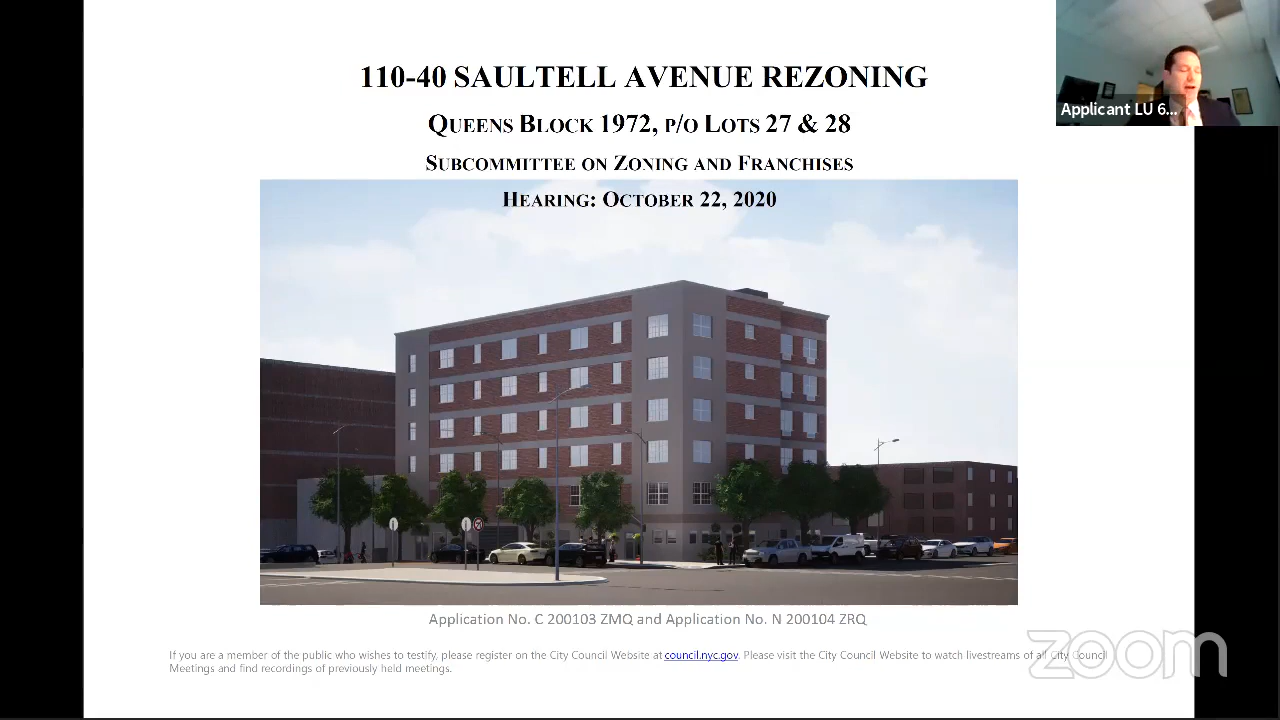 110-40 SAULTELL AVENUE REZONING
QUEENS BLOCK 1972, P/O LOTS 27 & 28
SUBCOMMITTEE ON ZONING AND FRANCHISES
HEARING: OCTOBER 22, 2020
Applicant LU 6...
Application No. C 200103 ZMQ and Application No. N 200104 ZRQ
If you are a member of the public who wishes to testify, please register on the City Council Website at council.nyc.gov. Please visit the City Council Website to watch livestreams of all City Council
Meetings and find recordings of previously held meetings.
zoom